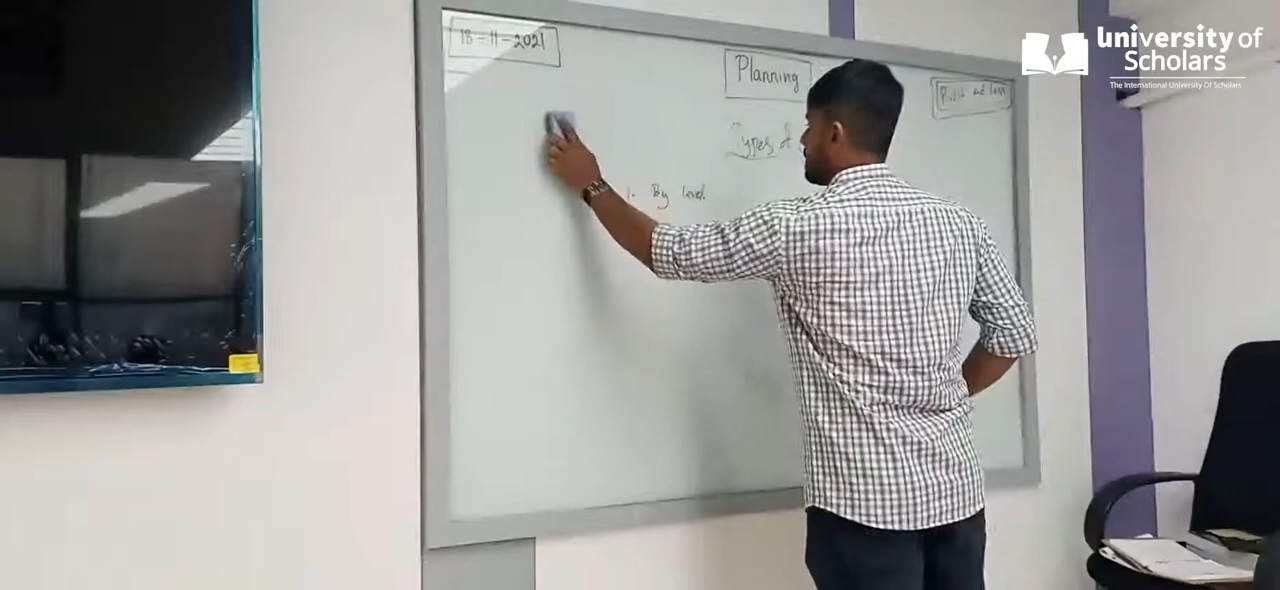 18-11-2021
Planning
Types of
1. By level
university of
Scholars
The International University Of Scholars